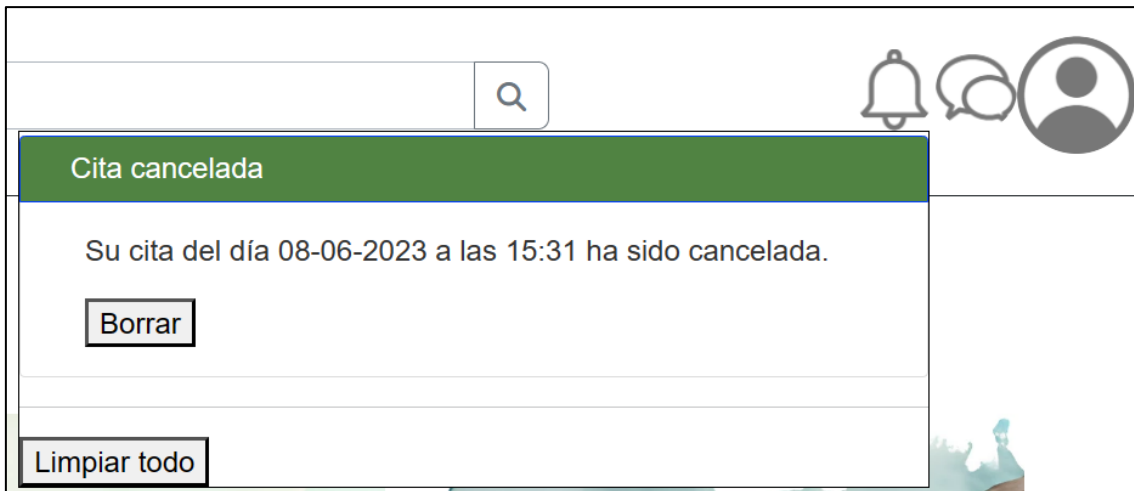 Cita cancelada
Su cita del día 08-06-2023 a las 15:31 ha sido cancelada.
Borrar
Limpiar todo